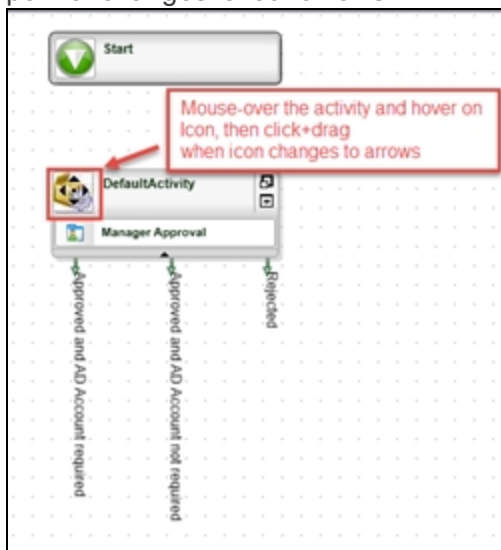 Start
Mouse-over the activity and hover on
Icon, then click+drag
when icon changes to arrows
DefaultActivity
Manager Approval
Approved and AD Account required
Approved and AD Account not required
Rejected